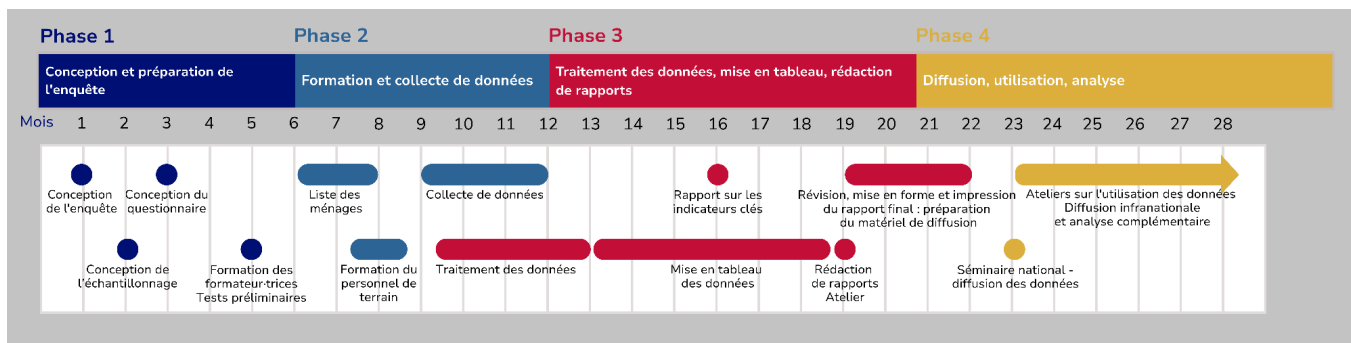 Phase 1
Phase 2
Phase 3
Phase 4
Conception et préparation de
l'enquête
Formation et collecte de données
Traitement des données, mise en tableau, rédaction
de rapports
Diffusion, utilisation, analyse
Mois 1 2 3 4 5 6 7 8 9 10 11 12 13 14 15 16 17 18 19 20 21 22 23 24 25 26 27 28
Conception
de l'enquête
Conception du
questionnaire
Liste des
ménages
Collecte de données
Rapport sur les
indicateurs clés
Révision, mise en forme et impression
du rapport final : préparation
du matériel de diffusion
Ateliers sur l'utilisation des données
Diffusion infranationale
et analyse complémentaire
Conception de
l'échantillonnage
Formation des
formateur·trices
Tests préliminaires
Formation du
personnel de
terrain
Traitement des données
Mise en tableau
des données
Rédaction
de rapports
Atelier
Séminaire national -
diffusion des données